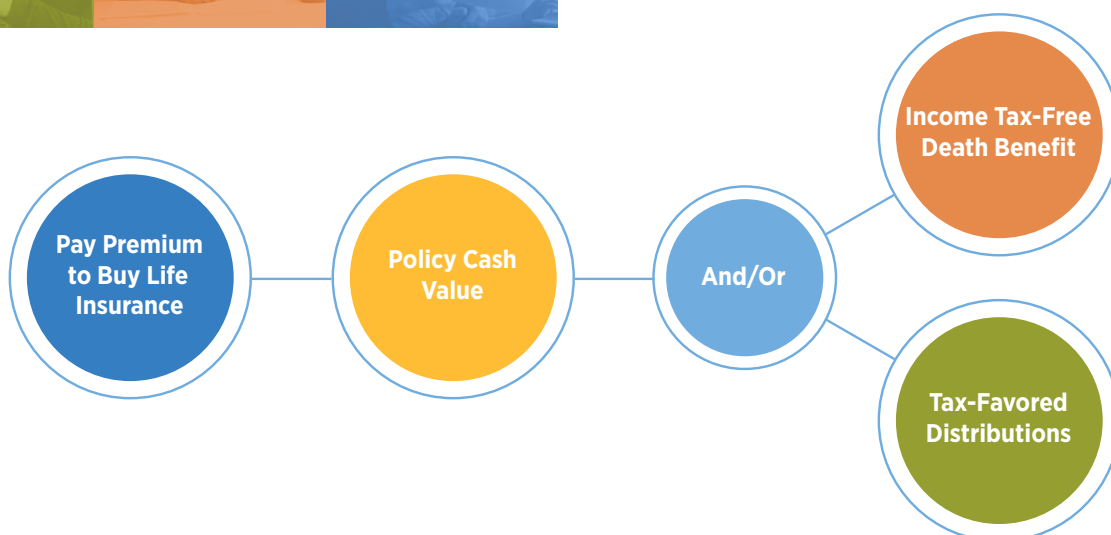 Pay Premium
to Buy Life
Insurance
Policy Cash
Value
And/Or
Income Tax-Free
Death Benefit
Tax-Favored
Distributions